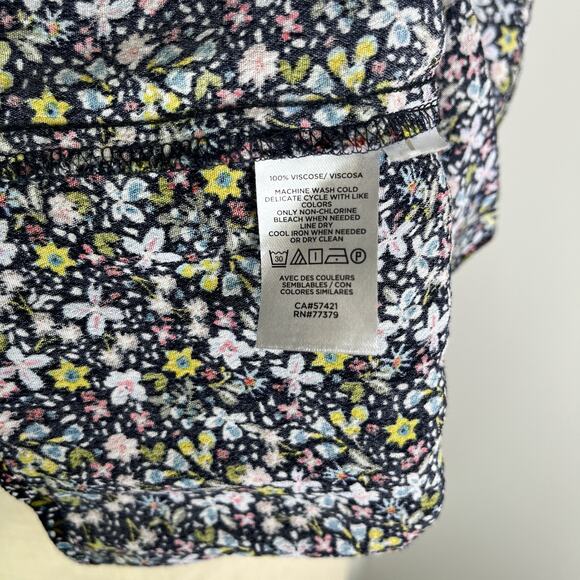 100% VISCOSE/ VISCOSA
MACHINE WASH COLD
DELICATE CYCLE WITH LIKE
COLORS
ONLY NON-CHLORINE
BLEACH WHEN NEEDED
LINE DRY
COOL IRON WHEN NEEDED
OR DRY CLEAN
30 P
AVEC DES COULEURS
SEMBLABLES / CON
COLORES SIMILARES
CA#57421
RN#77379